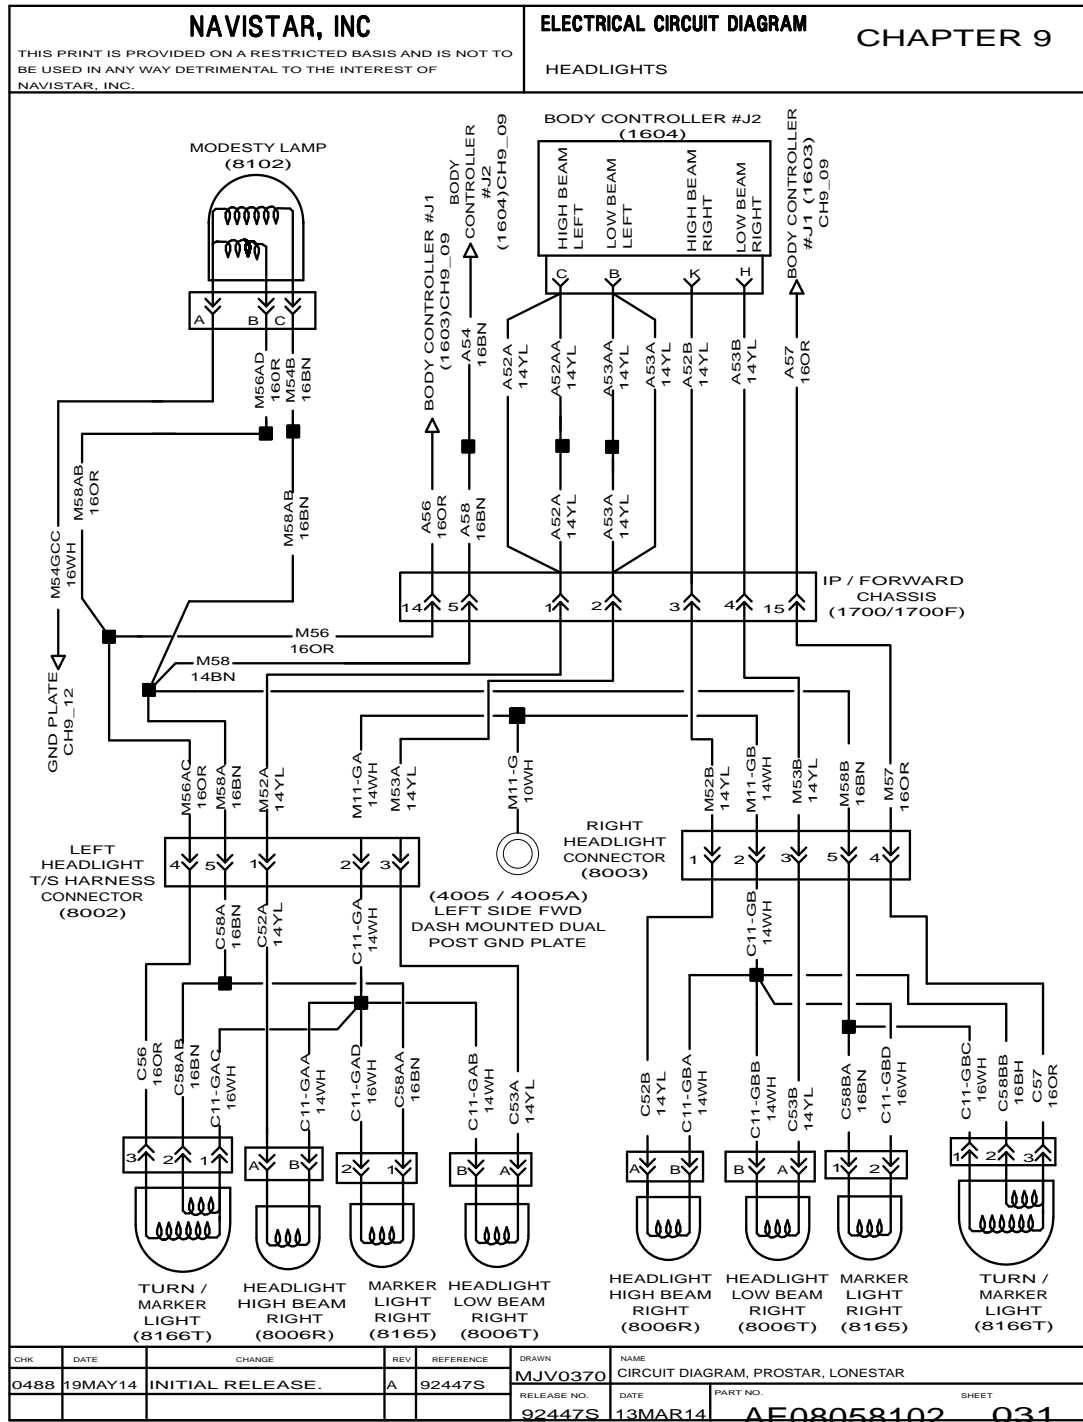 NAVISTAR, INC
THIS PRINT IS PROVIDED ON A RESTRICTED BASIS AND IS NOT TO
BE USED IN ANY WAY DETRIMENTAL TO THE INTEREST OF
NAVISTAR, INC.
ELECTRICAL CIRCUIT DIAGRAM
HEADLIGHTS
CHAPTER 9
MODESTY LAMP
(8102)
A
B
C
BODY CONTROLLER #J1
(1603)CH9_09
BODY
CONTROLLER
#J2
(1604)CH9_09
BODY CONTROLLER #J2
(1604)
HIGH BEAM
LEFT
LOW BEAM
LEFT
HIGH BEAM
RIGHT
LOW BEAM
RIGHT
C
B
K
H
BODY CONTROLLER
#J1 (1603)
CH9_09
M56AD
160R
M54B
16BN
A54
16BN
A52A
14YL
A52AA
14YL
A53AA
14YL
A53A
14YL
A52B
14YL
A53B
14YL
A57
16OR
M58AB
16OR
M58AB
16BN
M54GCC
16WH
A56
16OR
A58
16BN
A52A
14YL
A53A
14YL
14
5
1
2
3
4
15
IP / FORWARD
CHASSIS
(1700/1700F)
M56
16OR
M58
14BN
GND PLATE
CH9_12
M56AC
16OR
M58A
16BN
M52A
14YL
M11-GA
14WH
M53A
14YL
M11-G
10WH
M52B
14YL
M11-GB
14WH
M53B
14YL
M58B
16BN
M57
16OR
LEFT
HEADLIGHT
T/S HARNESS
CONNECTOR
(8002)
4
5
1
2
3
(4005 / 4005A)
LEFT SIDE FWD
DASH MOUNTED DUAL
POST GND PLATE
RIGHT
HEADLIGHT
CONNECTOR
(8003)
1
2
3
5
4
C58A
16BN
C52A
14YL
C11-GA
14WH
C11-GB
14WH
C56
16OR
C58AB
16BN
C11-GAC
16WH
C11-GAA
14WH
C11-GAD
16WH
C58AA
16BN
C11-GAB
14WH
C53A
14YL
C52B
14YL
C11-GBA
14WH
C11-GBB
14WH
C53B
14YL
C58BA
16BN
C11-GBD
16WH
C11-GBC
16WH
C58BB
16BH
C57
16OR
3
2
1
A
B
2
1
B
A
A
B
B
A
1
2
1
2
3
TURN /
MARKER
LIGHT
(8166T)
HEADLIGHT
HIGH BEAM
RIGHT
(8006R)
MARKER
LIGHT
RIGHT
(8165)
HEADLIGHT
LOW BEAM
RIGHT
(8006T)
HEADLIGHT
HIGH BEAM
RIGHT
(8006R)
HEADLIGHT
LOW BEAM
RIGHT
(8006T)
MARKER
LIGHT
RIGHT
(8165)
TURN /
MARKER
LIGHT
(8166T)
CHK DATE CHANGE REV REFERENCE
0488 19MAY14 INITIAL RELEASE. A 92447S
DRAWN
MJV0370
NAME
CIRCUIT DIAGRAM, PROSTAR, LONESTAR
RELEASE NO.
92447S
DATE
13MAR14
PART NO.
AE08058102
SHEET
031